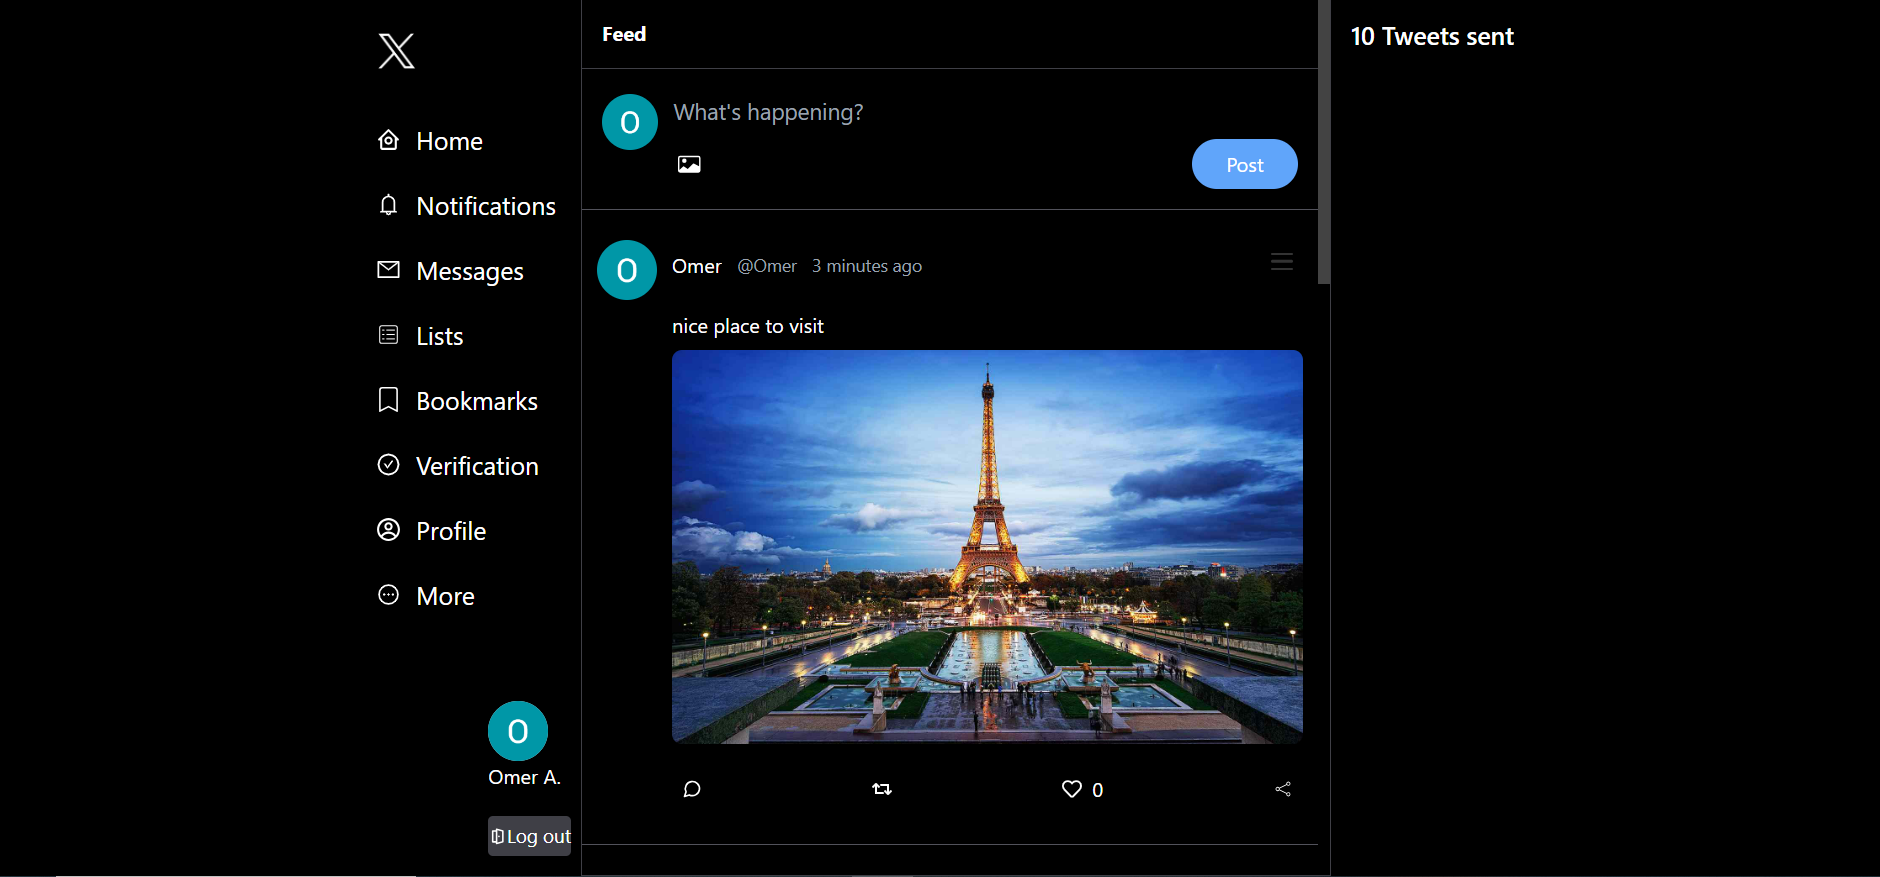 Home
Notifications
Messages
Lists
Bookmarks
Verification
Profile
More
O
Omer A.
Log out
Feed
O
What's happening?
Post
O
Omer @Omer 3 minutes ago
nice place to visit
0
10 Tweets sent